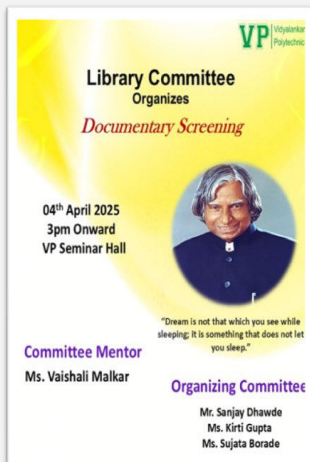 VP Vidyalankar
Polytechnic
Library Committee
Organizes
Documentary Screening
04th April 2025
3pm Onward
VP Seminar Hall
“Dream is not that which you see while
sleeping; it is something that does not let
you sleep.”
Committee Mentor
Ms. Vaishali Malkar
Organizing Committee
Mr. Sanjay Dhawde
Ms. Kirti Gupta
Ms. Sujata Borade